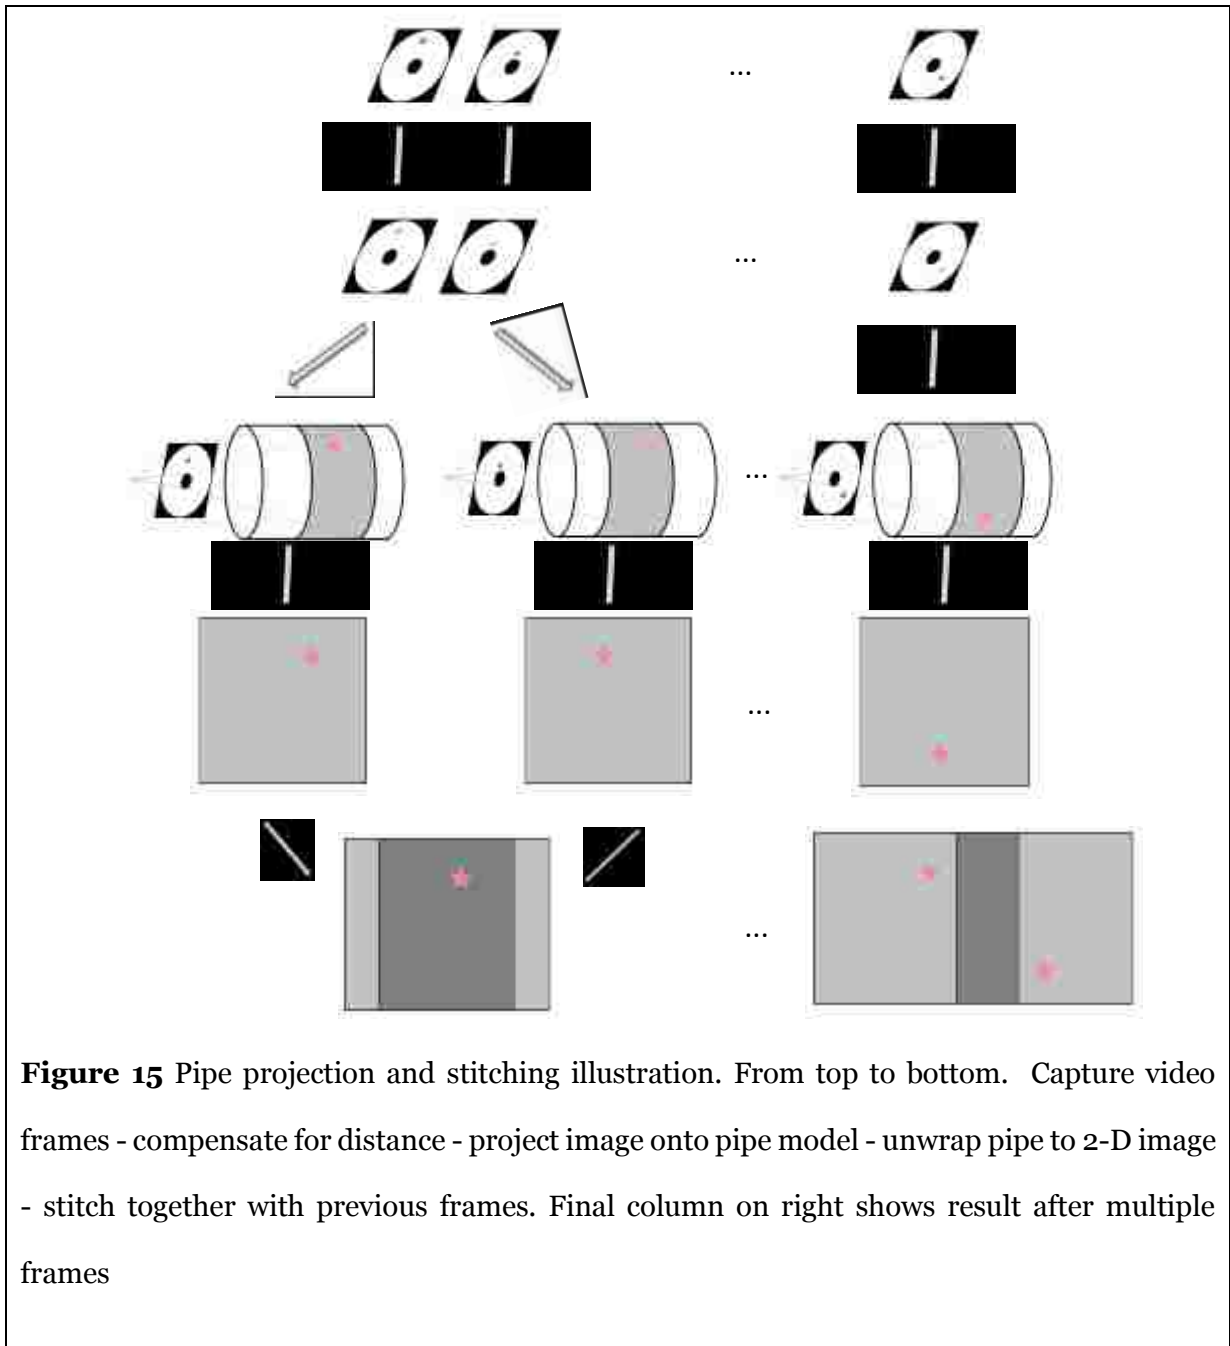 ...
...
...
...
...
Figure 15 Pipe projection and stitching illustration. From top to bottom.  Capture video
frames - compensate for distance - project image onto pipe model - unwrap pipe to 2-D image
- stitch together with previous frames. Final column on right shows result after multiple
frames